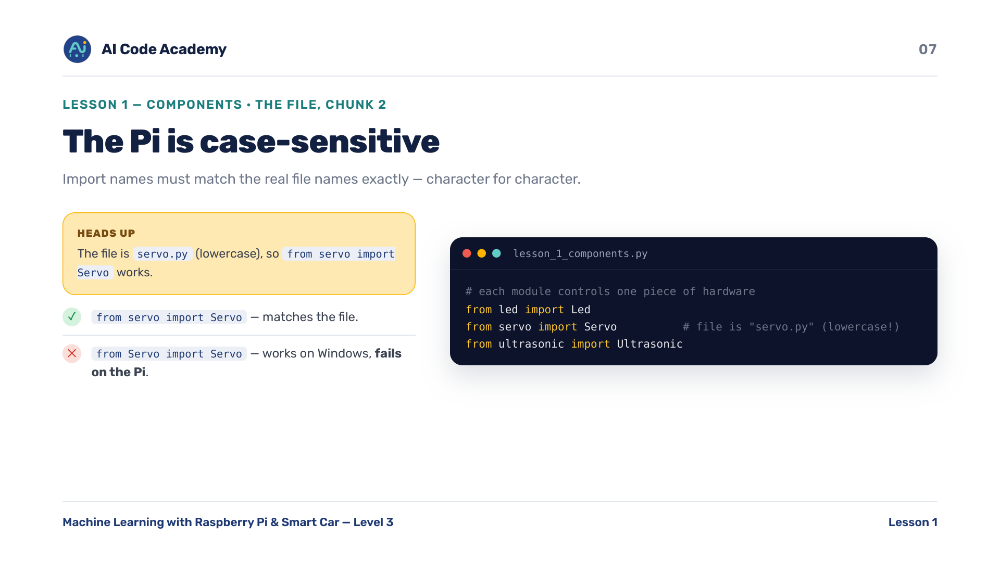 AI Code Academy
07
LESSON 1 — COMPONENTS • THE FILE, CHUNK 2
The Pi is case-sensitive
Import names must match the real file names exactly — character for character.
HEADS UP
The file is servo.py (lowercase), so from servo import
Servo works.
✓ from servo import Servo — matches the file.
✕ from Servo import Servo — works on Windows, fails
on the Pi.
lesson_1_components.py
# each module controls one piece of hardware
from led import Led
from servo import Servo          # file is "servo.py" (lowercase!)
from ultrasonic import Ultrasonic
Machine Learning with Raspberry Pi & Smart Car — Level 3
Lesson 1